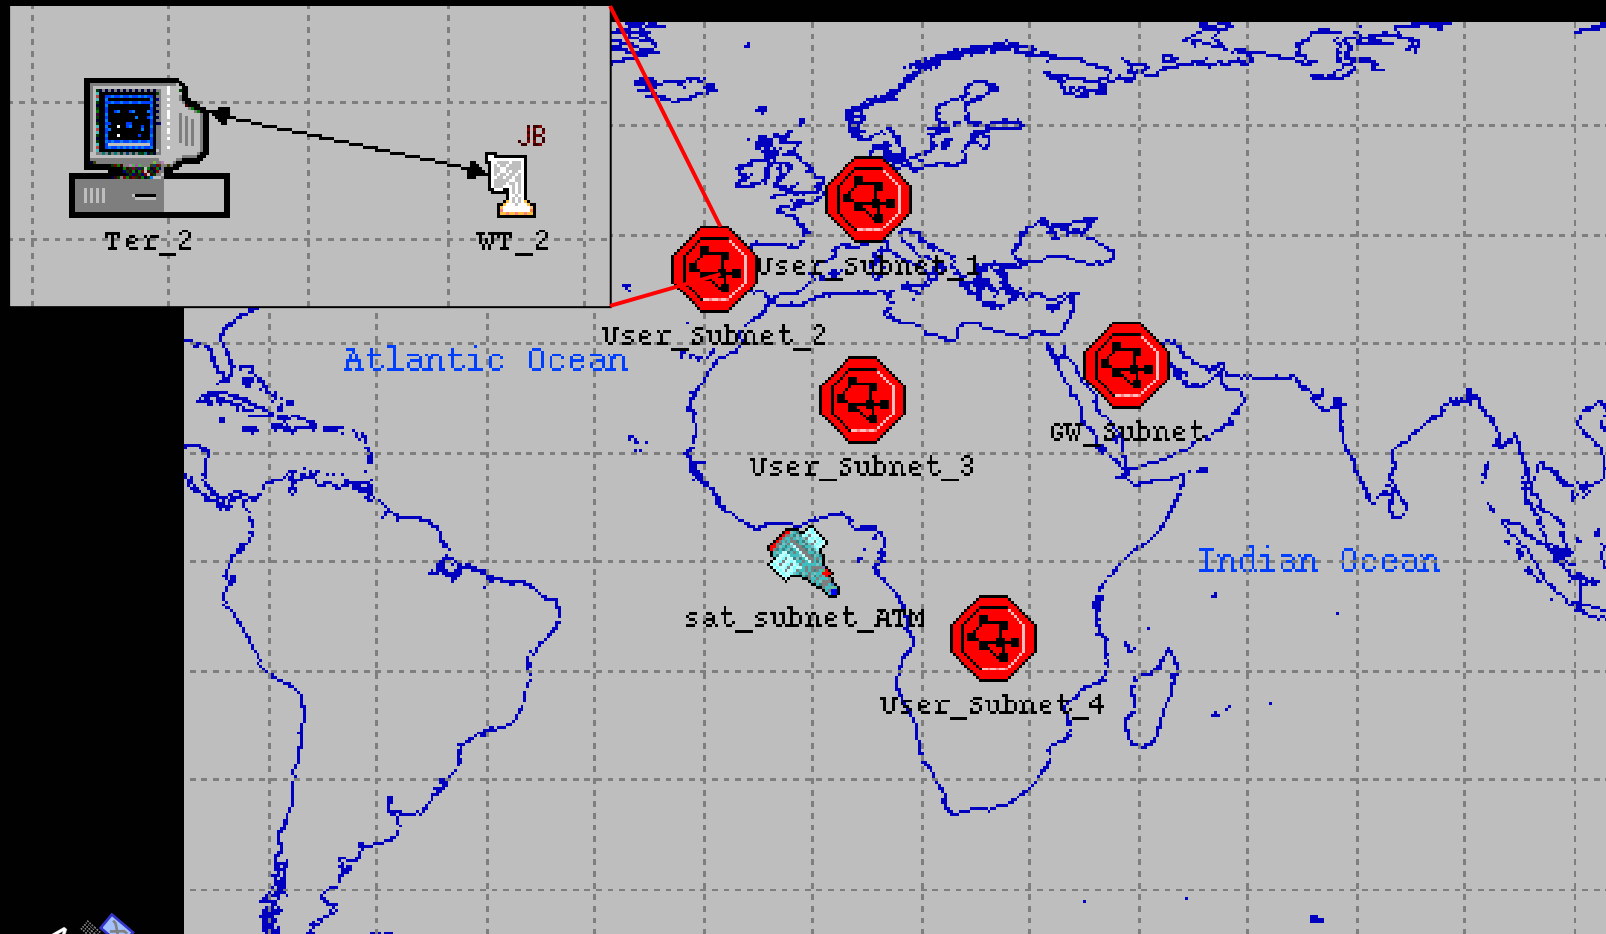 JB
Ter_2
WT_2
User_Subnet_1
User_Subnet_2
Atlantic Ocean
GW_Subnet
User_Subnet_3
Indian Ocean
sat_subnet_ATM
User_Subnet_4